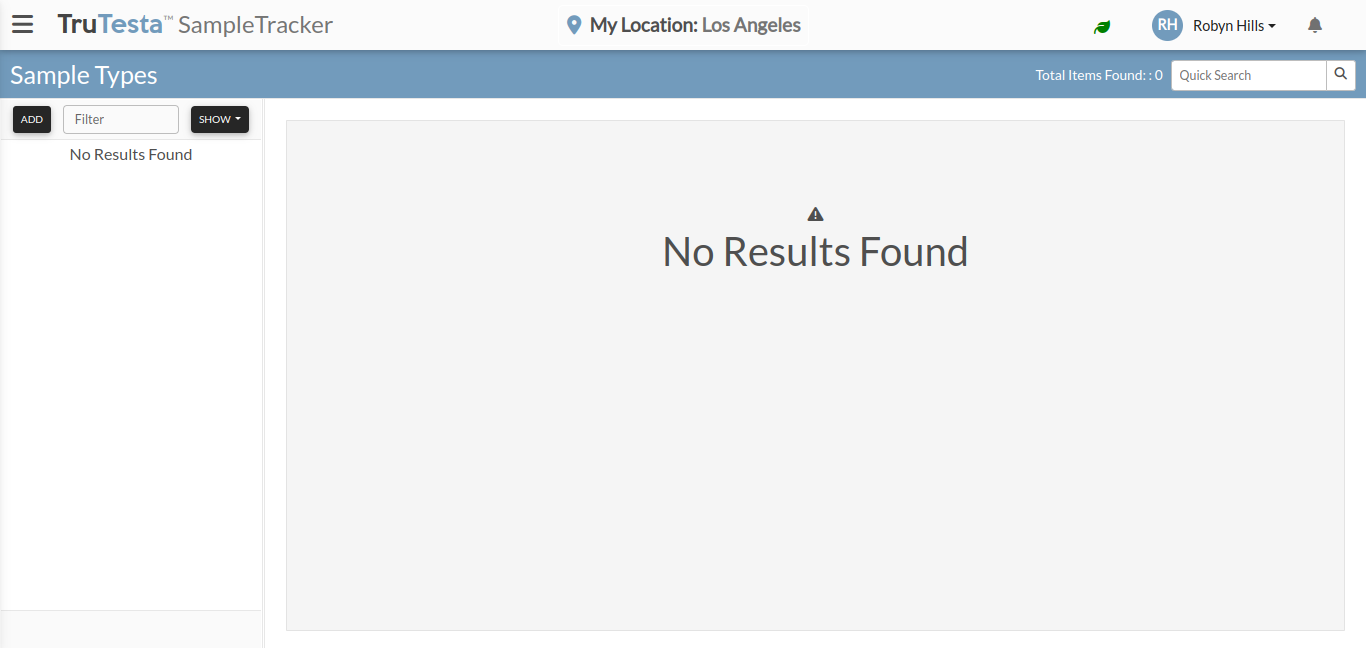 TruTesta™ SampleTracker
My Location: Los Angeles
RH Robyn Hills
Sample Types
Total Items Found: : 0
Quick Search
ADD
Filter
SHOW
No Results Found
No Results Found